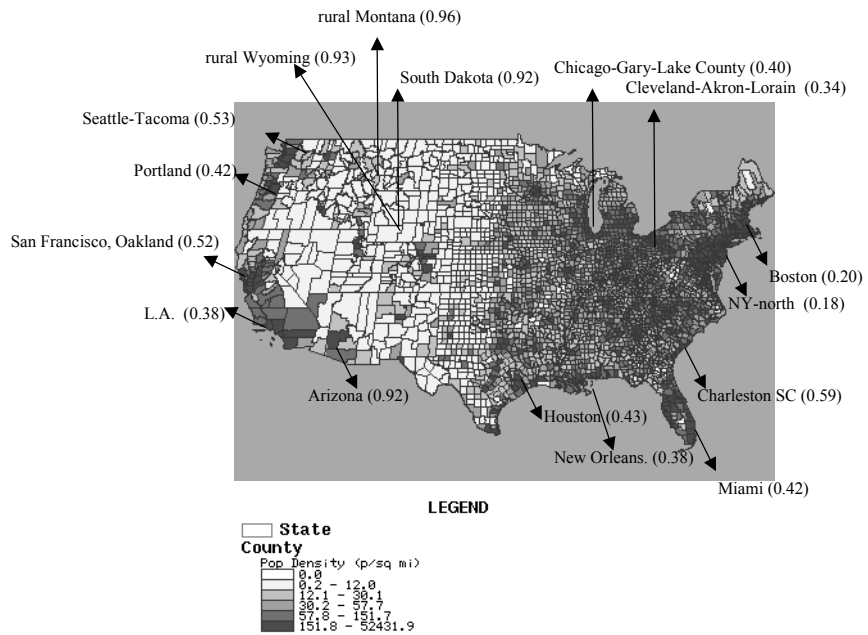 rural Montana (0.96)
rural Wyoming (0.93)
South Dakota (0.92)
Chicago-Gary-Lake County (0.40)
Cleveland-Akron-Lorain (0.34)
Seattle-Tacoma (0.53)
Portland (0.42)
San Francisco, Oakland (0.52)
Boston (0.20)
NY-north (0.18)
L.A. (0.38)
Arizona (0.92)
Charleston SC (0.59)
Houston (0.43)
New Orleans. (0.38)
Miami (0.42)
LEGEND
State
County
Pop Density (p/sq mi)
0.0
0.2 - 12.0
12.1 - 30.1
30.2 - 57.7
57.8 - 151.7
151.8 - 52431.9